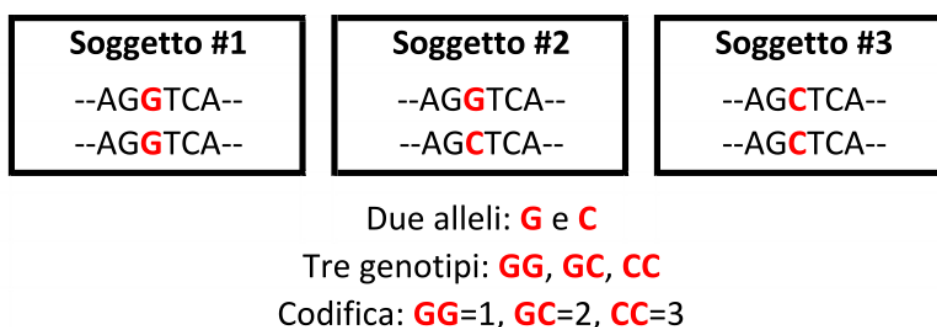 Soggetto #1
--AGGTCA--
--AGGTCA--
Soggetto #2
--AGGTCA--
--AGCTCA--
Soggetto #3
--AGCTCA--
--AGCTCA--
Due alleli: G e C
Tre genotipi: GG, GC, CC
Codifica: GG=1, GC=2, CC=3